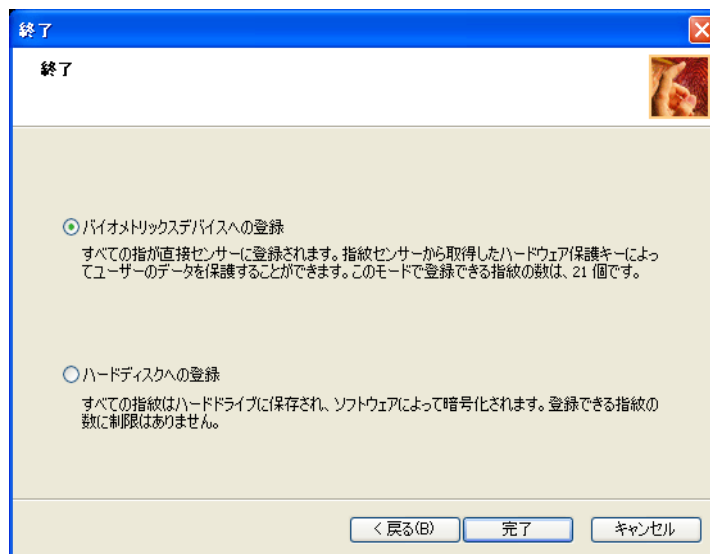 終了
終了
バイオメトリックスデバイスへの登録
すべての指が直接センサーに登録されます。指紋センサーから取得したハードウェア保護キーによっ
てユーザーのデータを保護することができます。このモードで登録できる指紋の数は、21 個です。
ハードディスクへの登録
すべての指紋はハードドライブに保存され、ソフトウェアによって暗号化されます。登録できる指紋の
数に制限はありません。
< 戻る(B)
完了
キャンセル